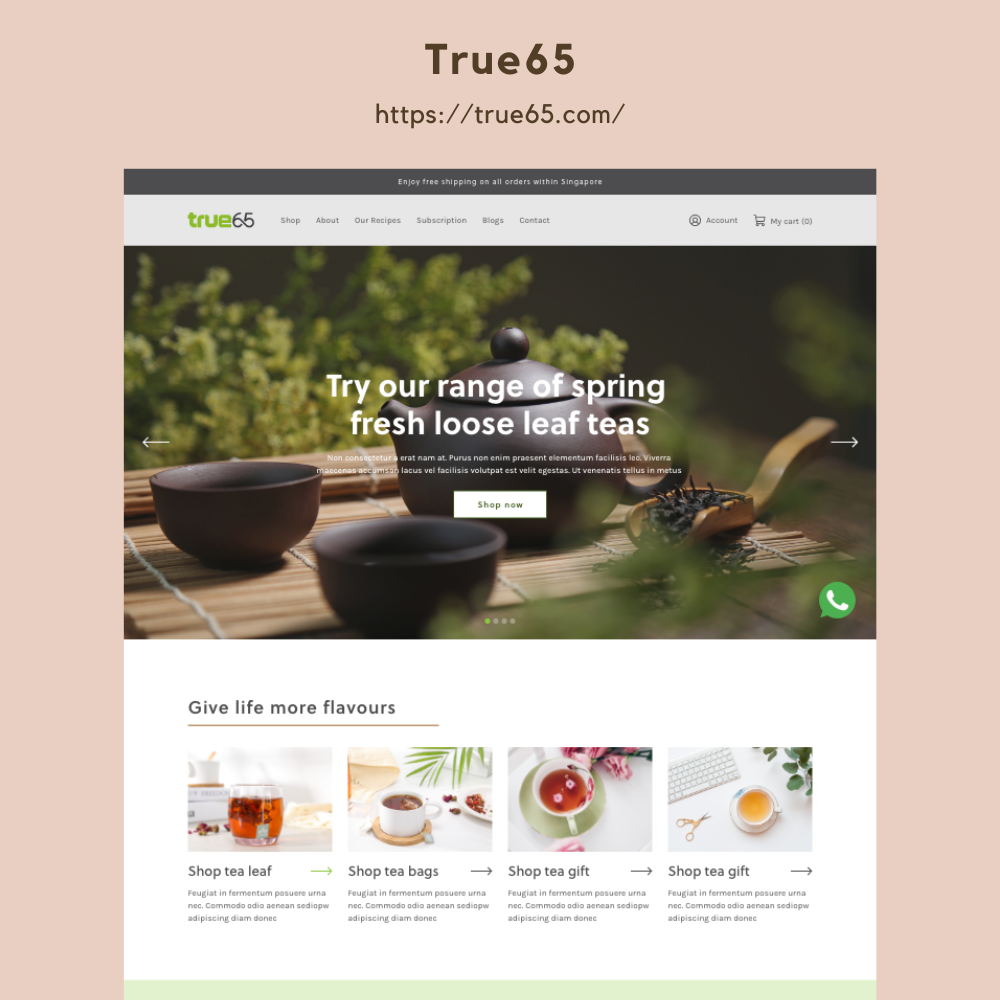 True65
https://true65.com/
Enjoy free shipping on all orders within Singapore
true65 Shop About Our Recipes Subscription Blogs Contact Account My cart (0)
Try our range of spring
fresh loose leaf teas
Non consectetur a erat nam at. Purus non enim praesent elementum facilisis leo. Viverra
maecenas accumsan lacus vel facilisis volutpat est velit egestas. Ut venenatis tellus in metus
Shop now
Give life more flavours
Shop tea leaf
Feugiat in fermentum posuere urna
nec. Commodo odio aenean sediopw
adipiscing diam donec
Shop tea bags
Feugiat in fermentum posuere urna
nec. Commodo odio aenean sediopw
adipiscing diam donec
Shop tea gift
Feugiat in fermentum posuere urna
nec. Commodo odio aenean sediopw
adipiscing diam donec
Shop tea gift
Feugiat in fermentum posuere urna
nec. Commodo odio aenean sediopw
adipiscing diam donec